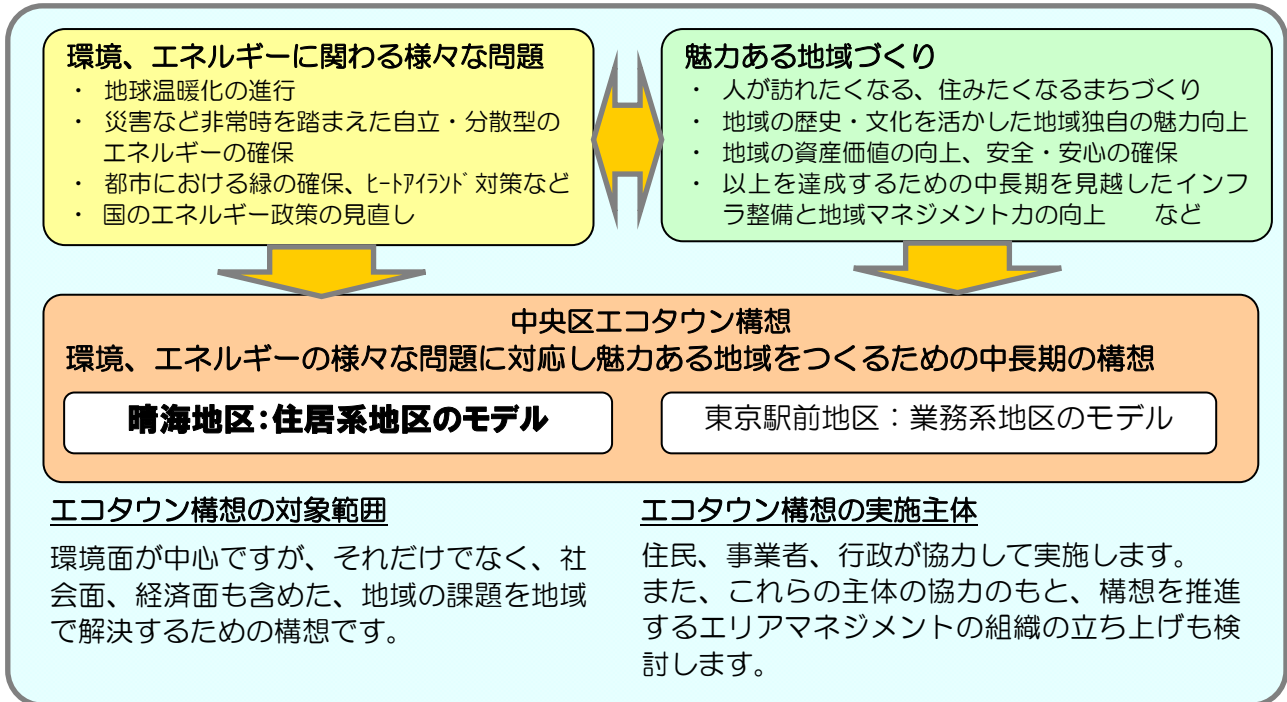 環境、エネルギーに関わる様々な問題
・ 地球温暖化の進行
・ 災害など非常時を踏まえた自立・分散型の
エネルギーの確保
・ 都市における緑の確保、ﾋｰﾄｱｲﾗﾝﾄﾞ対策など
・ 国のエネルギー政策の見直し
魅力ある地域づくり
・ 人が訪れたくなる、住みたくなるまちづくり
・ 地域の歴史・文化を活かした地域独自の魅力向上
・ 地域の資産価値の向上、安全・安心の確保
・ 以上を達成するための中長期を見越したインフ
ラ整備と地域マネジメント力の向上 など
中央区エコタウン構想
環境、エネルギーの様々な問題に対応し魅力ある地域をつくるための中長期の構想
晴海地区：住居系地区のモデル
東京駅前地区：業務系地区のモデル
エコタウン構想の対象範囲
環境面が中心ですが、それだけでなく、社
会面、経済面も含めた、地域の課題を地域
で解決するための構想です。
エコタウン構想の実施主体
住民、事業者、行政が協力して実施します。
また、これらの主体の協力のもと、構想を推進
するエリアマネジメントの組織の立ち上げも検
討します。